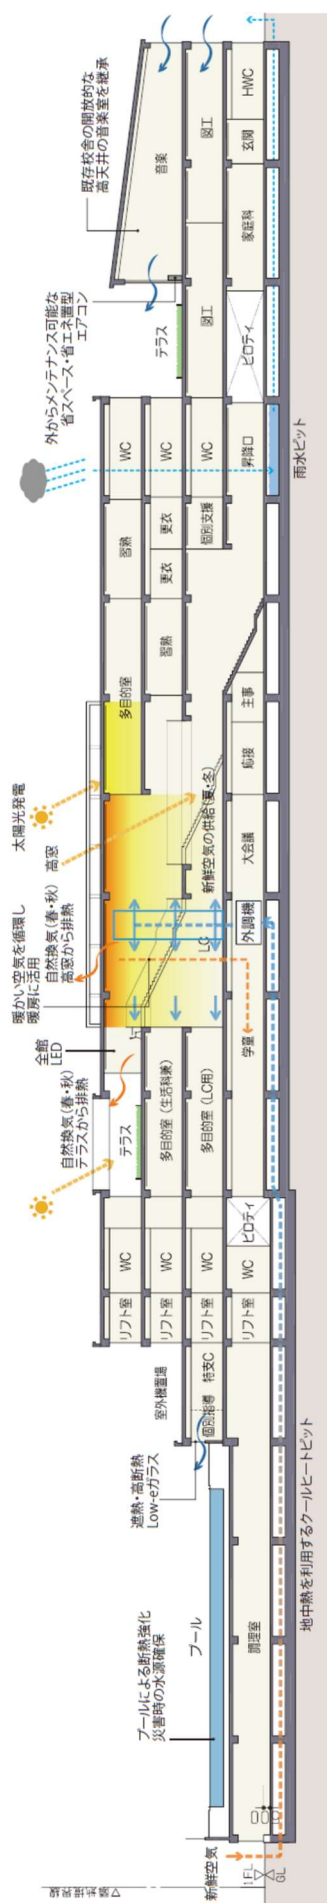 既存校舎の開放的な
高天井の音楽室を継承
外からメンテナンス可能な
省スペース・省エネ置型
エアコン
太陽光発電
高窓
暖かい空気を循環し
暖房に活用
自然換気(春・秋)
高窓から排熱
全館
LED
自然換気(春・秋)
テラスから排熱
室外機置場
遮熱・高断熱
Low-eガラス
プールによる断熱強化
災害時の水源確保
プール
新鮮空気
音楽
テラス
WC
習熟
多目的室
テラス
WC
リフト室
図工
図工
WC
更衣
更衣
習熟
多目的室(生活科兼)
WC
リフト室
WC
個別支援
新鮮空気の供給(夏・冬)
LC
多目的室(LC用)
WC
リフト室
特支C
個別指導
HWC
玄関
家庭科
ピロティ
昇降口
主事
応接
大会議
外調機
学童
ピロティ
WC
リフト室
調理室
1FL
GL
雨水ピット
地中熱を利用するクールヒートピット